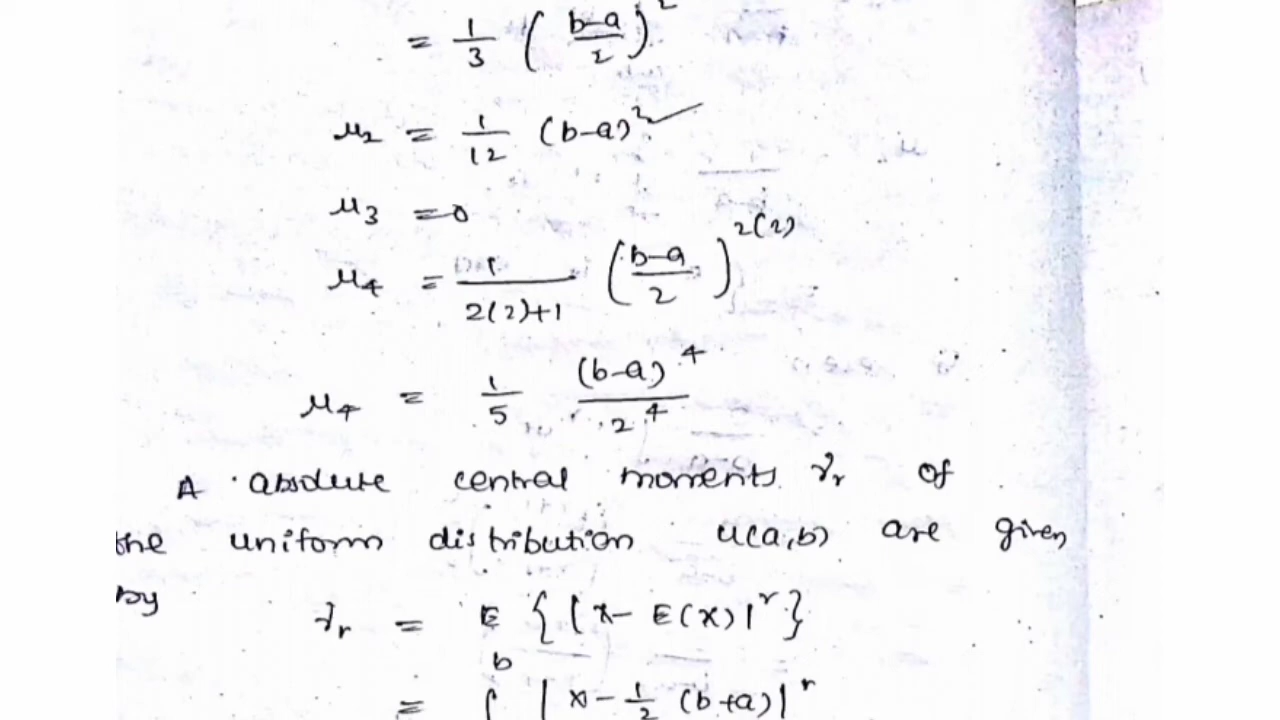 = 1/3 ( b-a/2 )²
μ₂ = 1/12 (b-a)²
μ₃ = 0
μ₄ = 1/2(2)+1 ( b-a/2 )²⁽²⁾
μ₄ = 1/5 (b-a)⁴/2⁴
A absolute central moments γᵣ of
the uniform distribution U(a,b) are given
by
γᵣ = E { |x - E(x)|ʳ }
b
= ∫ | x - 1/2 (b+a)|ʳ